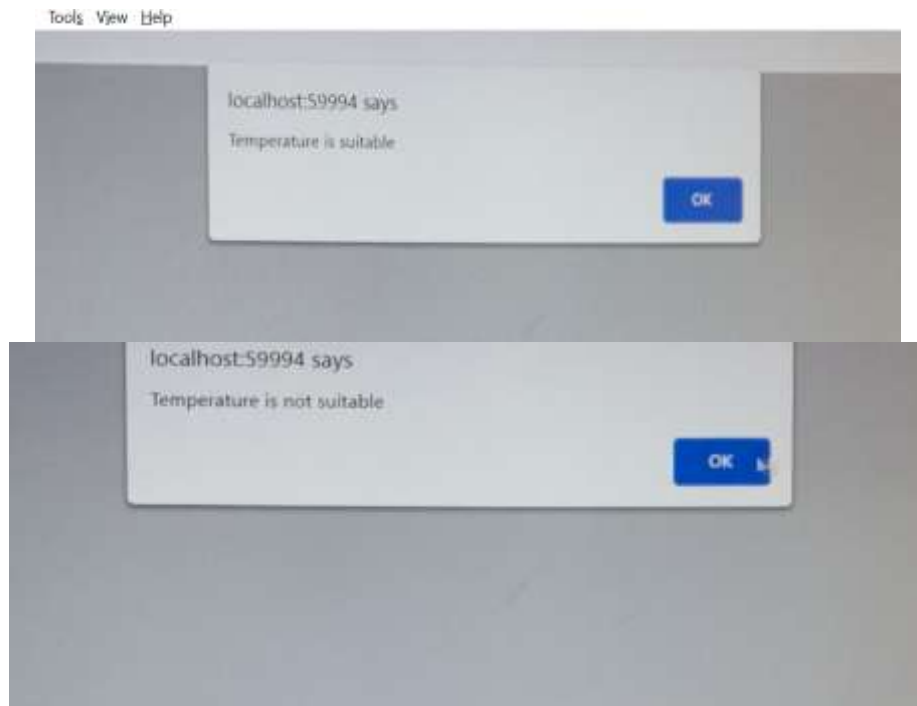 Tools View Help
localhost:59994 says
Temperature is suitable
OK
localhost:59994 says
Temperature is not suitable
OK